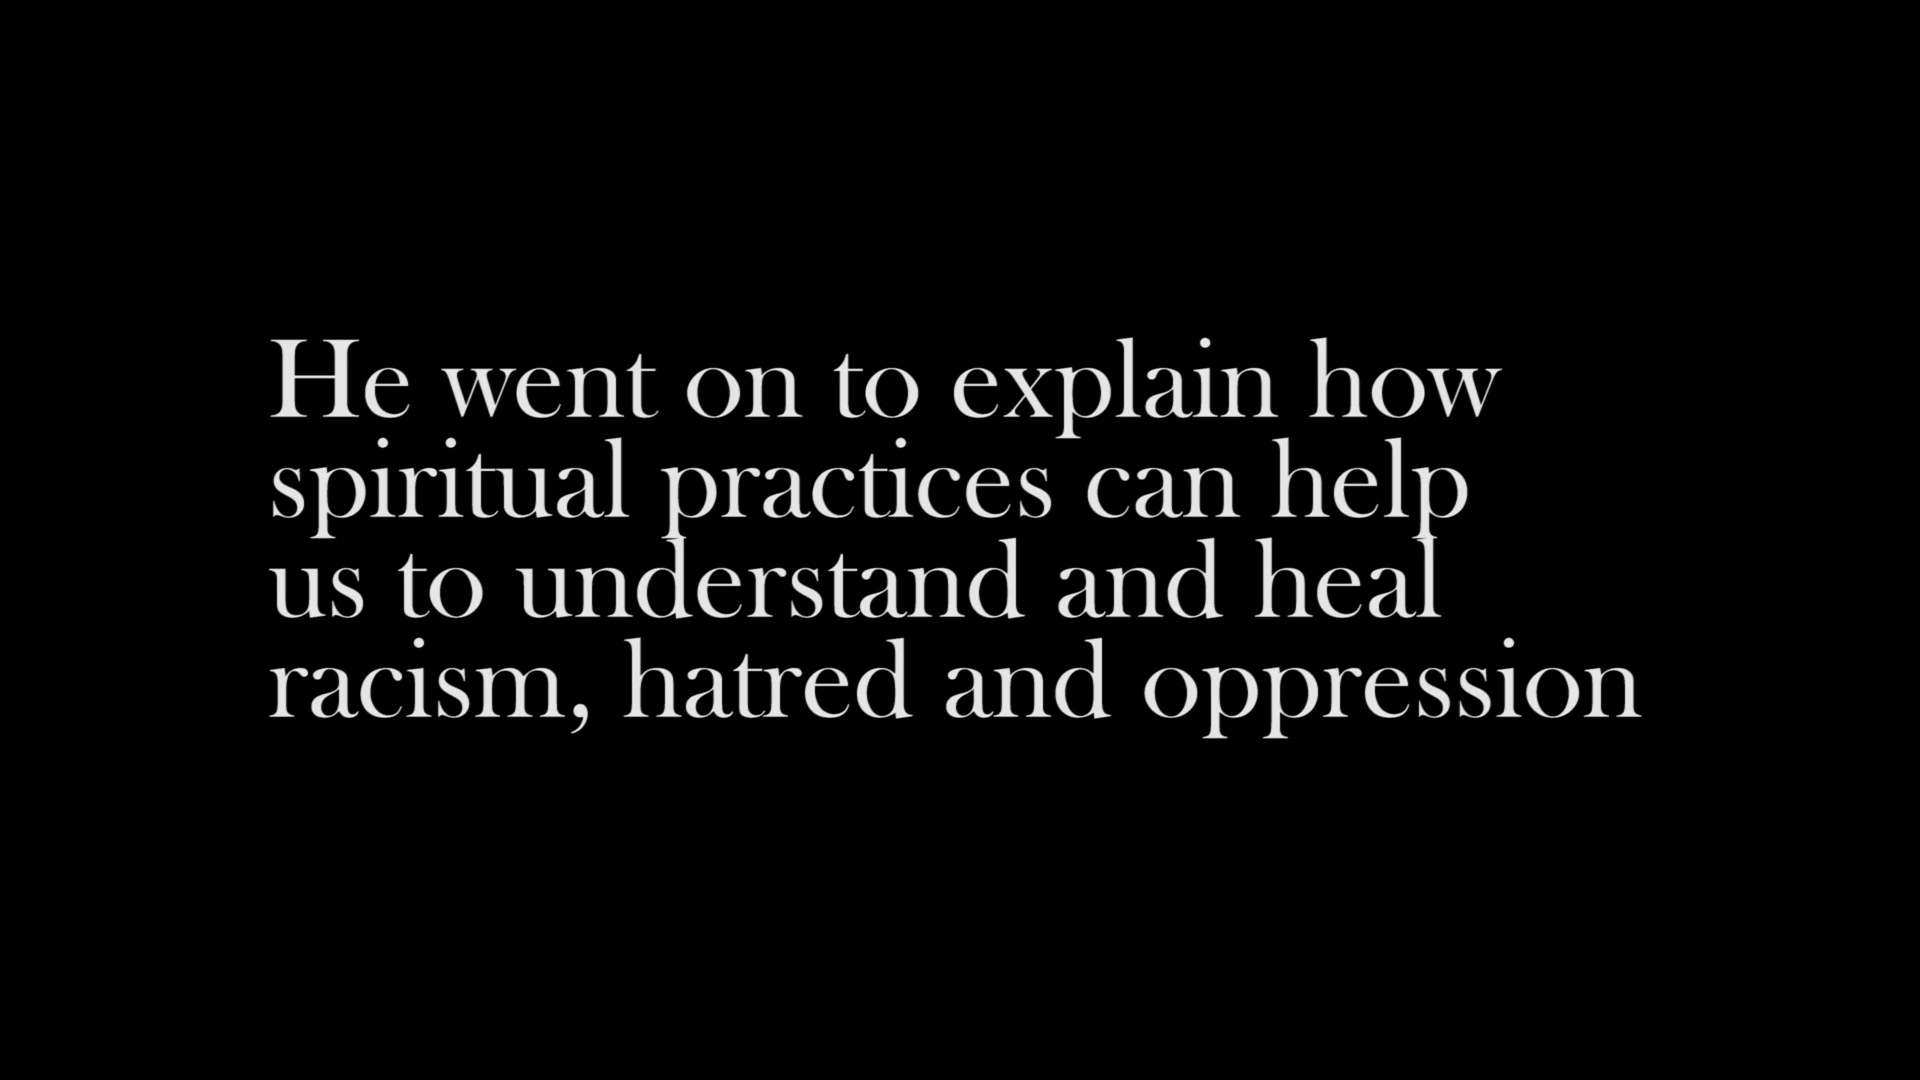 He went on to explain how
spiritual practices can help
us to understand and heal
racism, hatred and oppression